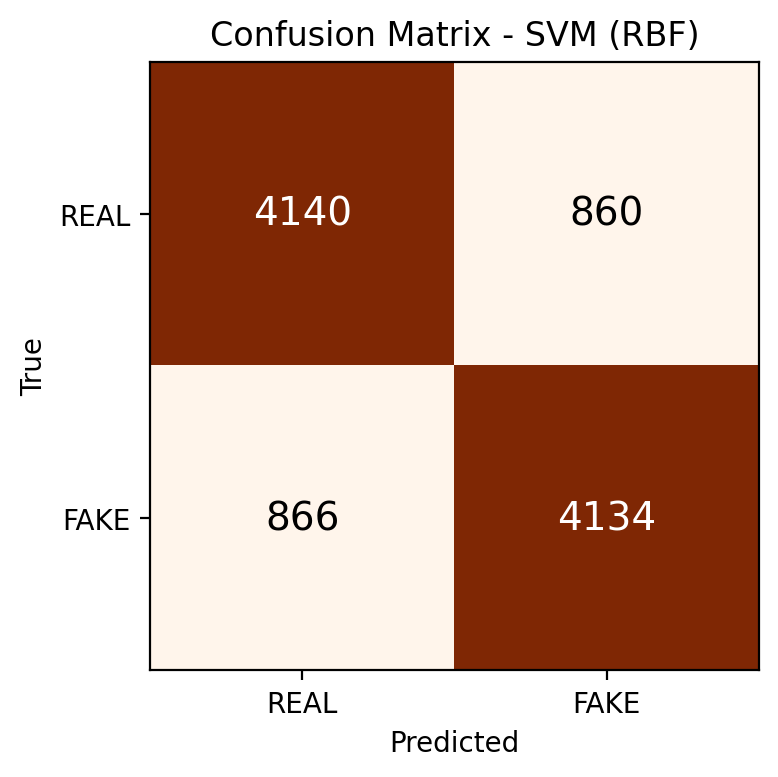 Confusion Matrix - SVM (RBF)
True
REAL
4140 860
FAKE
866 4134
REAL FAKE
Predicted